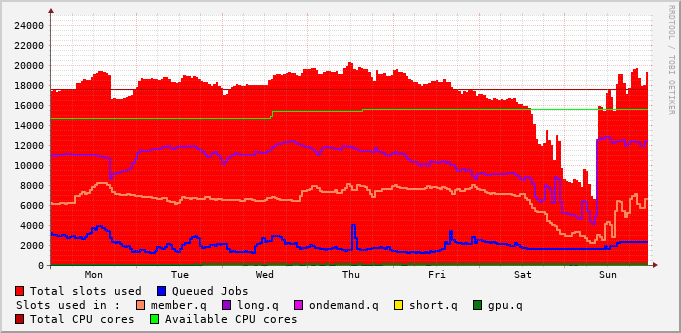 24000
22000
20000
18000
16000
14000
12000
10000
8000
6000
4000
2000
0
Mon Tue Wed Thu Fri Sat Sun
Total slots used Queued Jobs
Slots used in : member.q long.q ondemand.q short.q gpu.q
Total CPU cores Available CPU cores
RRDTOOL / TOBI OETIKER